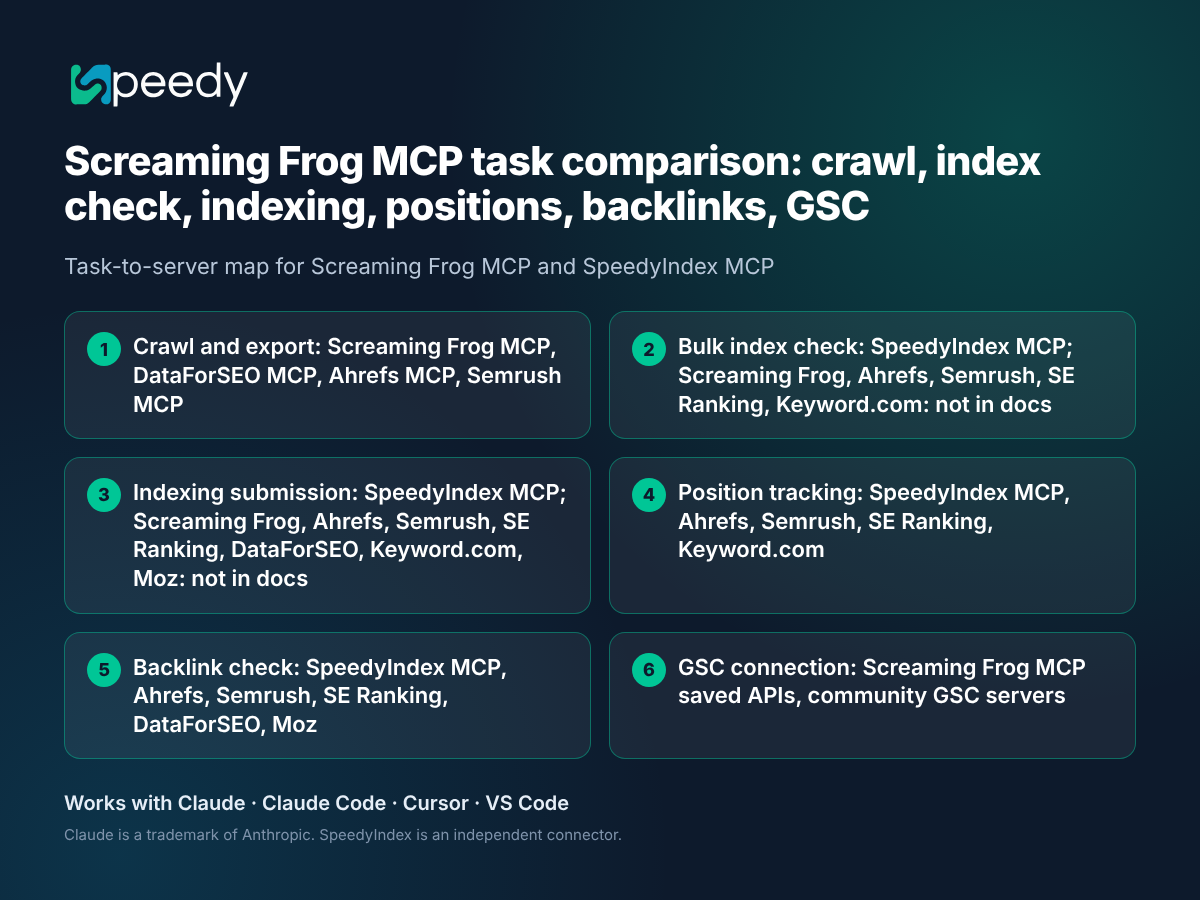 Speedy
Screaming Frog MCP task comparison: crawl, index
check, indexing, positions, backlinks, GSC
Task-to-server map for Screaming Frog MCP and SpeedyIndex MCP
1
Crawl and export: Screaming Frog MCP,
DataForSEO MCP, Ahrefs MCP, Semrush
MCP
2
Bulk index check: SpeedyIndex MCP;
Screaming Frog, Ahrefs, Semrush, SE
Ranking, Keyword.com: not in docs
3
Indexing submission: SpeedyIndex MCP;
Screaming Frog, Ahrefs, Semrush, SE
Ranking, DataForSEO, Keyword.com,
Moz: not in docs
4
Position tracking: SpeedyIndex MCP,
Ahrefs, Semrush, SE Ranking,
Keyword.com
5
Backlink check: SpeedyIndex MCP,
Ahrefs, Semrush, SE Ranking,
DataForSEO, Moz
6
GSC connection: Screaming Frog MCP
saved APIs, community GSC servers
Works with Claude · Claude Code · Cursor · VS Code
Claude is a trademark of Anthropic. SpeedyIndex is an independent connector.